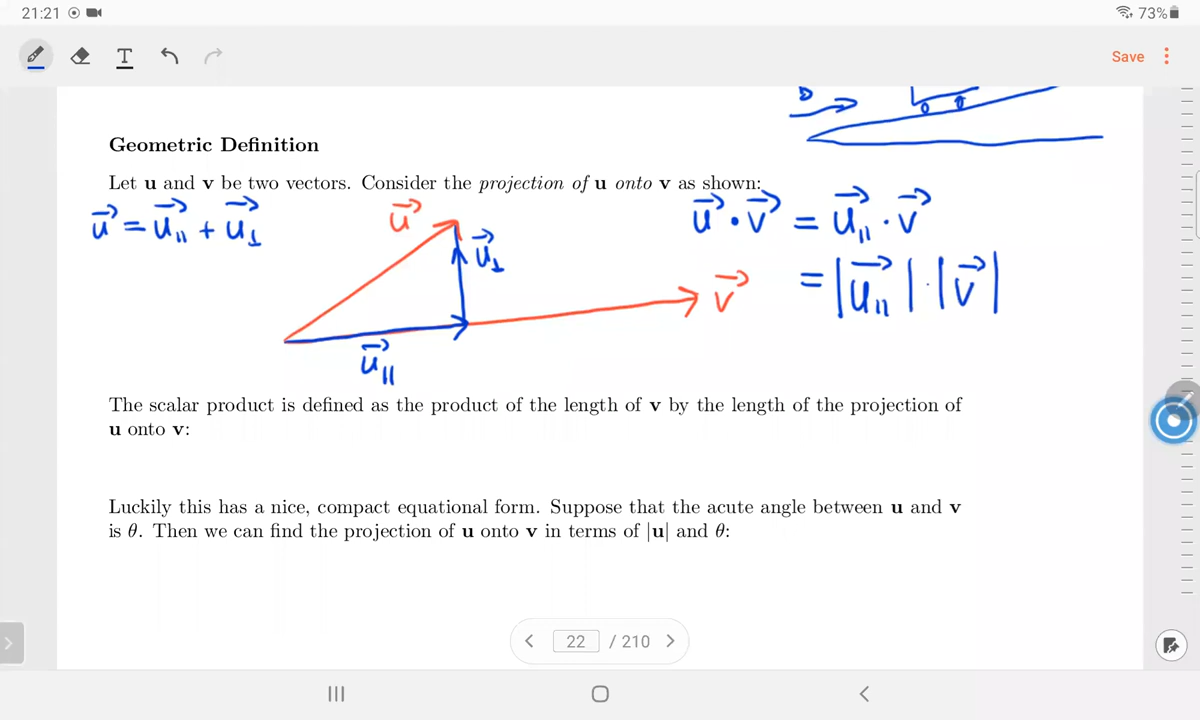 21:21
73%
T
Save
D
Geometric Definition
Let u and v be two vectors. Consider the projection of u onto v as shown:
u⃗ = u⃗∥ + u⃗⊥
u⃗
u⃗ · v⃗ = u⃗∥ · v⃗
u⃗⊥
= |u⃗∥| · |v⃗|
v⃗
u⃗∥
The scalar product is defined as the product of the length of v by the length of the projection of
u onto v:
Luckily this has a nice, compact equational form. Suppose that the acute angle between u and v
is θ. Then we can find the projection of u onto v in terms of |u| and θ:
22 / 210